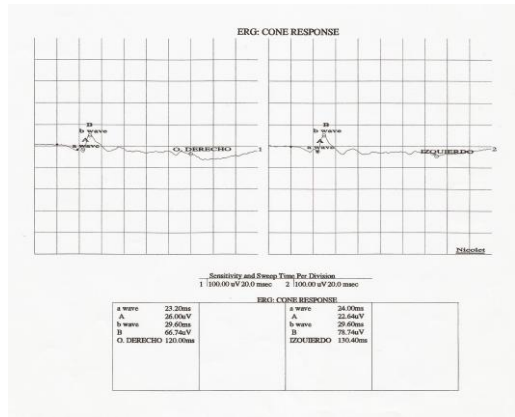 ERG: CONE RESPONSE
B
b wave
A
a wave
O. DERECHO
1
B
b wave
A
a wave
IZQUIERDO
2
Nicolet
Sensitivity and Sweep Time Per Division
1 100.00 uV 20.0 msec 2 100.00 uV 20.0 msec
ERG: CONE RESPONSE
a wave 23.20ms a wave 24.00ms
A 26.00uV A 22.64uV
b wave 29.60ms b wave 29.60ms
B 66.74uV B 78.74uV
O. DERECHO 120.00ms IZQUIERDO 130.40ms